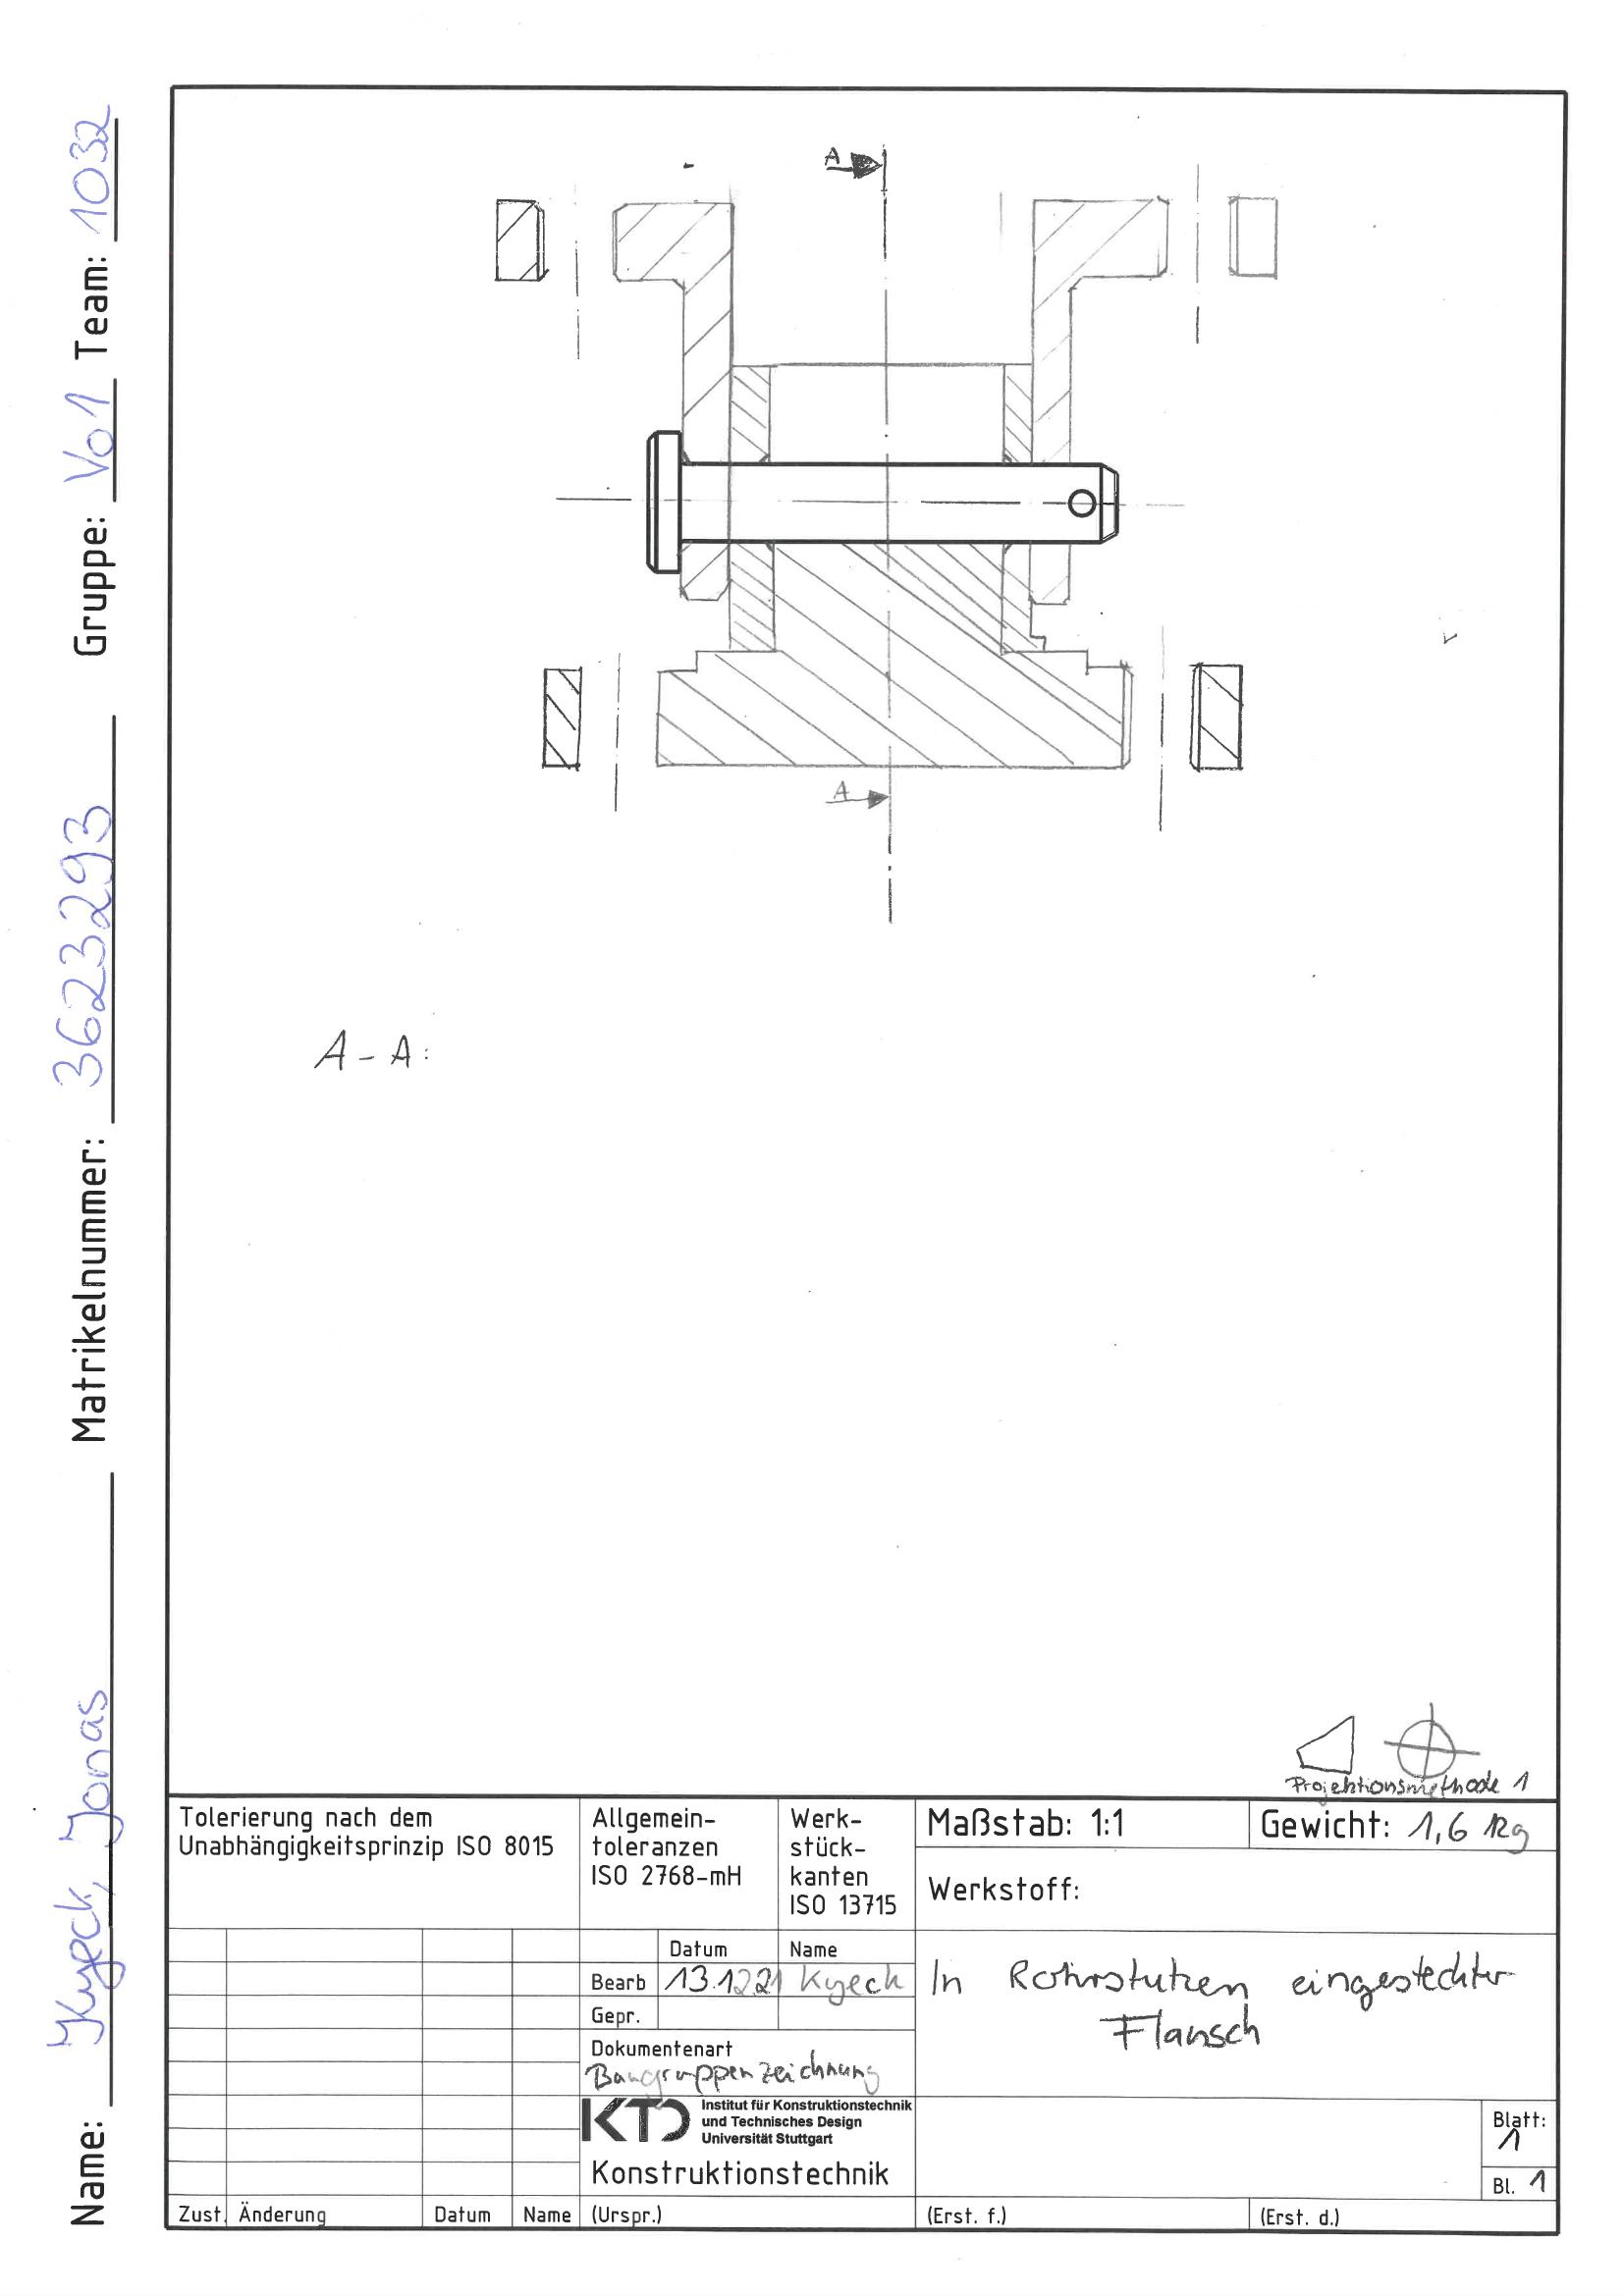 Name: Kyeck, Jonas Matrikelnummer: 3623293 Gruppe: Vo1 Team: 1032
A
A
A - A:
Projektionsmethode 1
Tolerierung nach dem
Unabhängigkeitsprinzip ISO 8015
Allgemein-
toleranzen
ISO 2768-mH
Werk-
stück-
kanten
ISO 13715
Maßstab: 1:1
Gewicht: 1,6 kg
Werkstoff:
Datum Name
Bearb 13.12.21 Kyeck
Gepr.
In Rohrstutzen eingesteckter
Flansch
Dokumentenart
Baugruppenzeichnung
KTD Institut für Konstruktionstechnik
und Technisches Design
Universität Stuttgart
Konstruktionstechnik
Blatt:
1
Bl. 1
Zust. Änderung Datum Name (Urspr.) (Erst. f.) (Erst. d.)